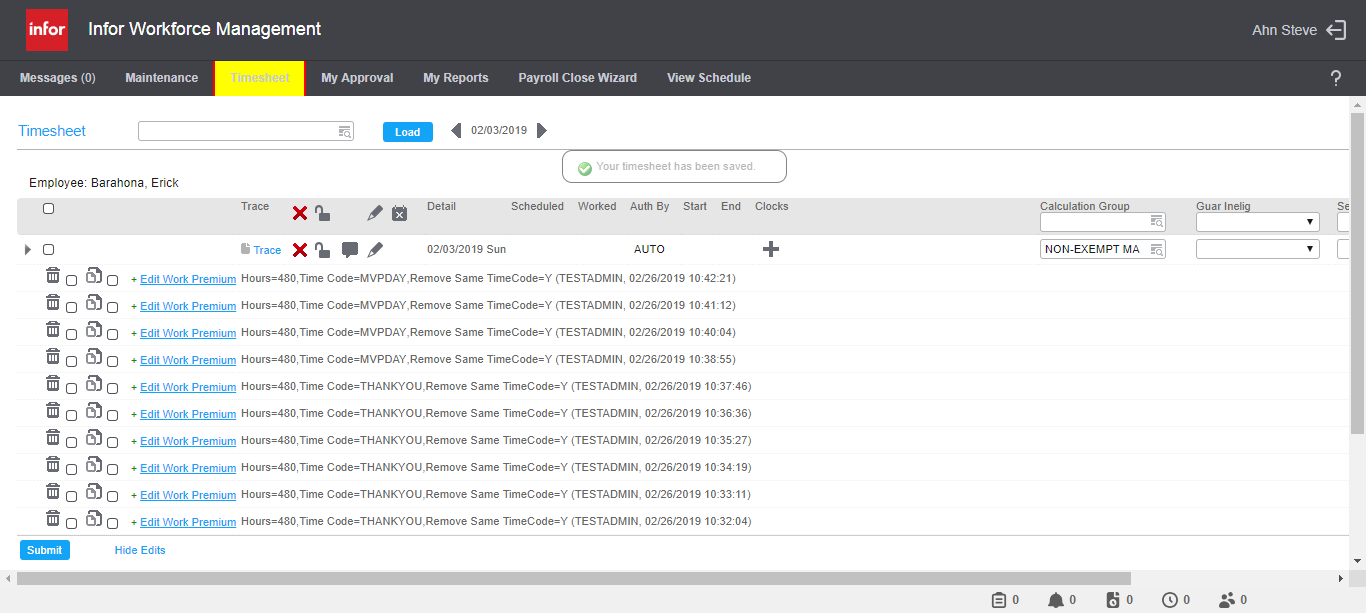 infor Infor Workforce Management Ahn Steve
Messages (0) Maintenance Timesheet My Approval My Reports Payroll Close Wizard View Schedule ?
Timesheet Load 02/03/2019
Your timesheet has been saved.
Employee: Barahona, Erick
Trace Detail Scheduled Worked Auth By Start End Clocks Calculation Group Guar Inelig Se
Trace 02/03/2019 Sun AUTO NON-EXEMPT MA
+ Edit Work Premium Hours=480,Time Code=MVPDAY,Remove Same TimeCode=Y (TESTADMIN, 02/26/2019 10:42:21)
+ Edit Work Premium Hours=480,Time Code=MVPDAY,Remove Same TimeCode=Y (TESTADMIN, 02/26/2019 10:41:12)
+ Edit Work Premium Hours=480,Time Code=MVPDAY,Remove Same TimeCode=Y (TESTADMIN, 02/26/2019 10:40:04)
+ Edit Work Premium Hours=480,Time Code=MVPDAY,Remove Same TimeCode=Y (TESTADMIN, 02/26/2019 10:38:55)
+ Edit Work Premium Hours=480,Time Code=THANKYOU,Remove Same TimeCode=Y (TESTADMIN, 02/26/2019 10:37:46)
+ Edit Work Premium Hours=480,Time Code=THANKYOU,Remove Same TimeCode=Y (TESTADMIN, 02/26/2019 10:36:36)
+ Edit Work Premium Hours=480,Time Code=THANKYOU,Remove Same TimeCode=Y (TESTADMIN, 02/26/2019 10:35:27)
+ Edit Work Premium Hours=480,Time Code=THANKYOU,Remove Same TimeCode=Y (TESTADMIN, 02/26/2019 10:34:19)
+ Edit Work Premium Hours=480,Time Code=THANKYOU,Remove Same TimeCode=Y (TESTADMIN, 02/26/2019 10:33:11)
+ Edit Work Premium Hours=480,Time Code=THANKYOU,Remove Same TimeCode=Y (TESTADMIN, 02/26/2019 10:32:04)
Submit Hide Edits
0 0 0 0 0